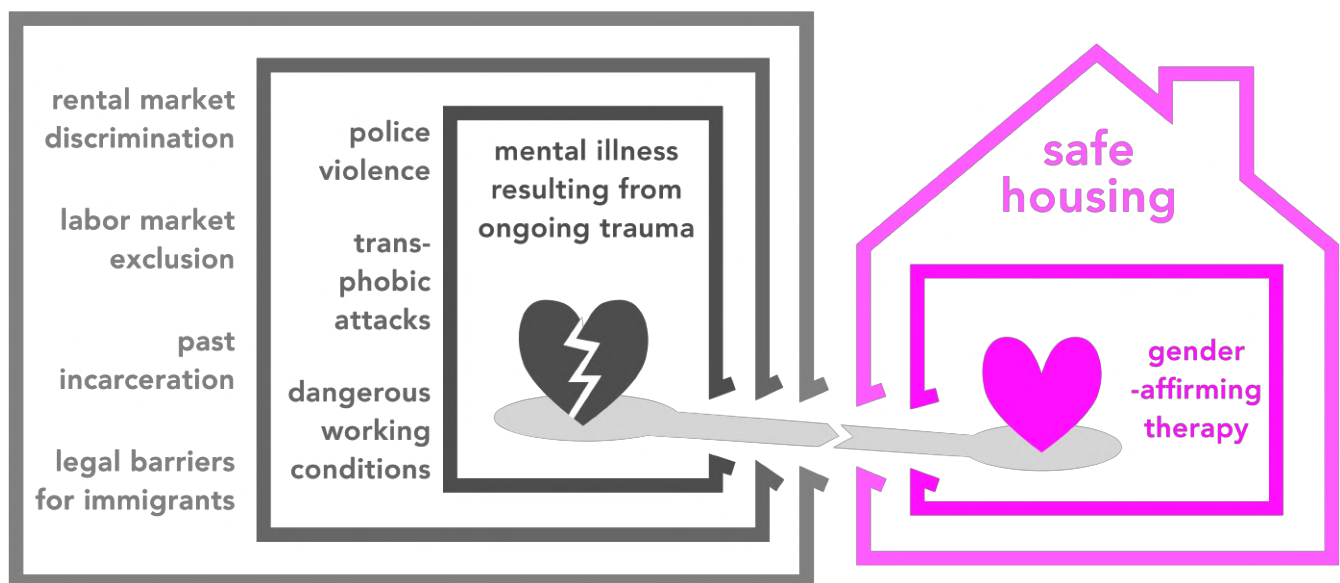 rental market
discrimination
labor market
exclusion
past
incarceration
legal barriers
for immigrants
police
violence
trans-
phobic
attacks
dangerous
working
conditions
mental illness
resulting from
ongoing trauma
safe
housing
gender
-affirming
therapy